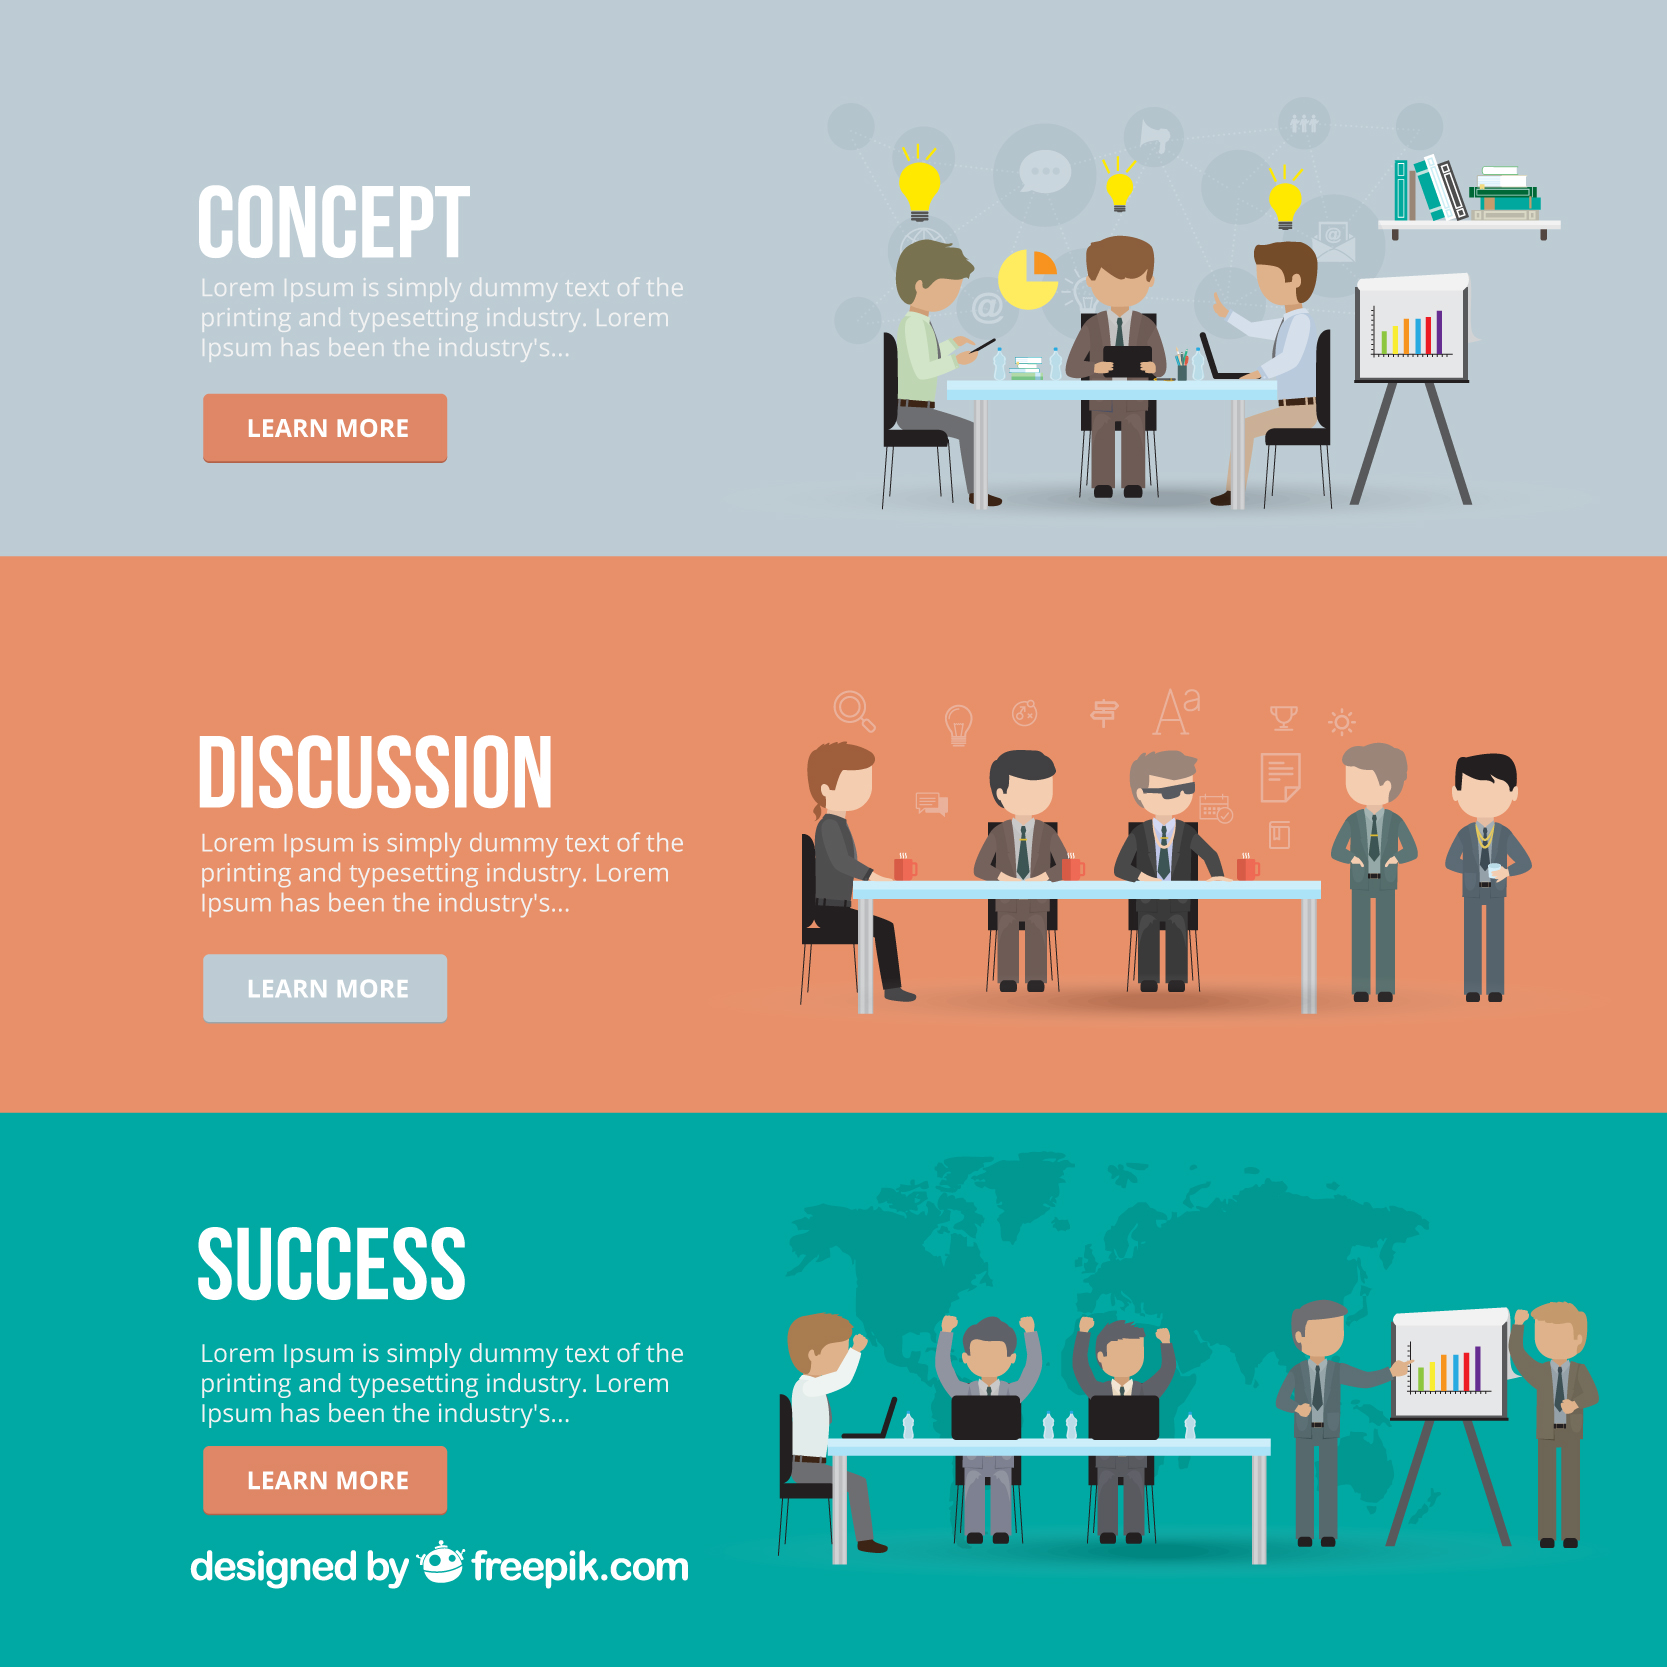 CONCEPT
Lorem Ipsum is simply dummy text of the
printing and typesetting industry. Lorem
Ipsum has been the industry's...
LEARN MORE
@
@
DISCUSSION
Lorem Ipsum is simply dummy text of the
printing and typesetting industry. Lorem
Ipsum has been the industry's...
LEARN MORE
Aa
SUCCESS
Lorem Ipsum is simply dummy text of the
printing and typesetting industry. Lorem
Ipsum has been the industry's...
LEARN MORE
designed by freepik.com